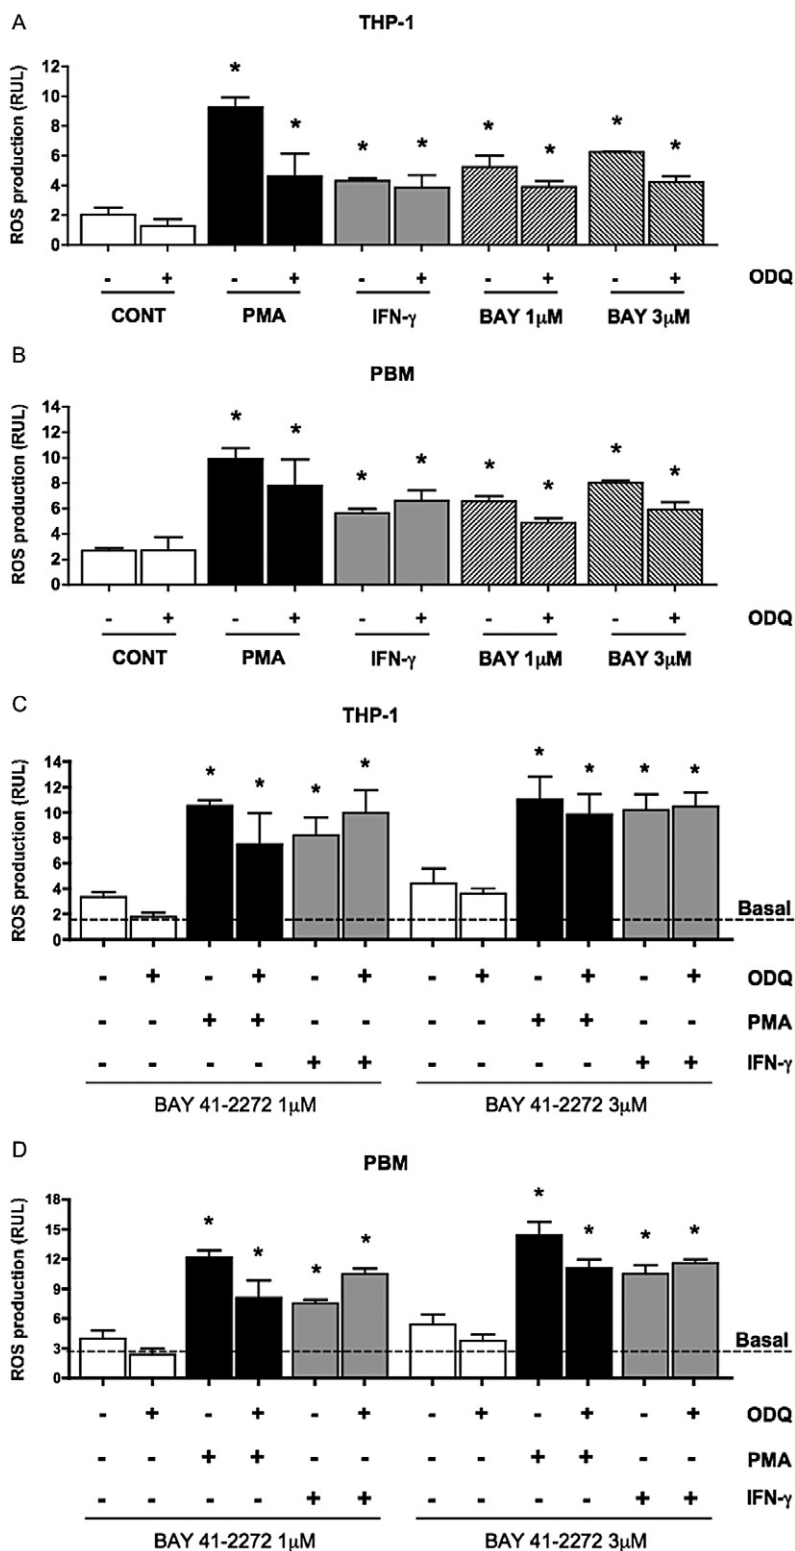 A
THP-1
ROS production (RUL)
12
10
8
6
4
2
0
* * * * * * * *
- + - + - + - + - + ODQ
CONT PMA IFN-γ BAY 1μM BAY 3μM
B
PBM
ROS production (RUL)
14
12
10
8
6
4
2
0
* * * * * * * *
- + - + - + - + - + ODQ
CONT PMA IFN-γ BAY 1μM BAY 3μM
C
THP-1
ROS production (RUL)
14
12
10
8
6
4
2
0
* * * * * * * *
Basal
- + - + - + - + - + - + ODQ
- - + + - - - - + + - - PMA
- - - - + + - - - - + + IFN-γ
BAY 41-2272 1μM BAY 41-2272 3μM
D
PBM
ROS production (RUL)
18
15
12
9
6
3
0
* * * * * * * *
Basal
- + - + - + - + - + - + ODQ
- - + + - - - - + + - - PMA
- - - - + + - - - - + + IFN-γ
BAY 41-2272 1μM BAY 41-2272 3μM